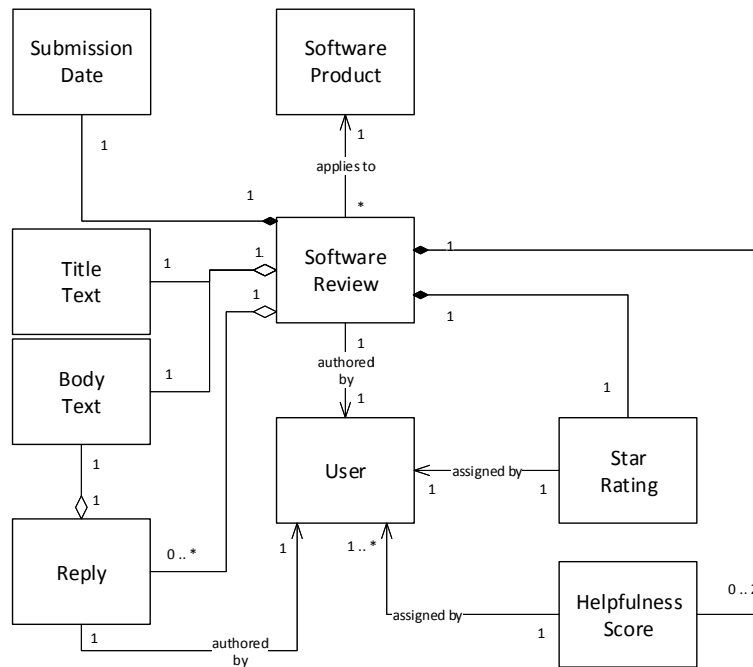 Submission
Date
Software
Product
1
1
applies to
1
*
Title
Text
1
1
Software
Review
1
1
1
Body
Text
1
1
authored
by
1
1
1
1
1
User
assigned by
1
1
Star
Rating
Reply
0 .. *
1
1 .. *
1
authored
by
assigned by
1
Helpfulness
Score
0 .. 2